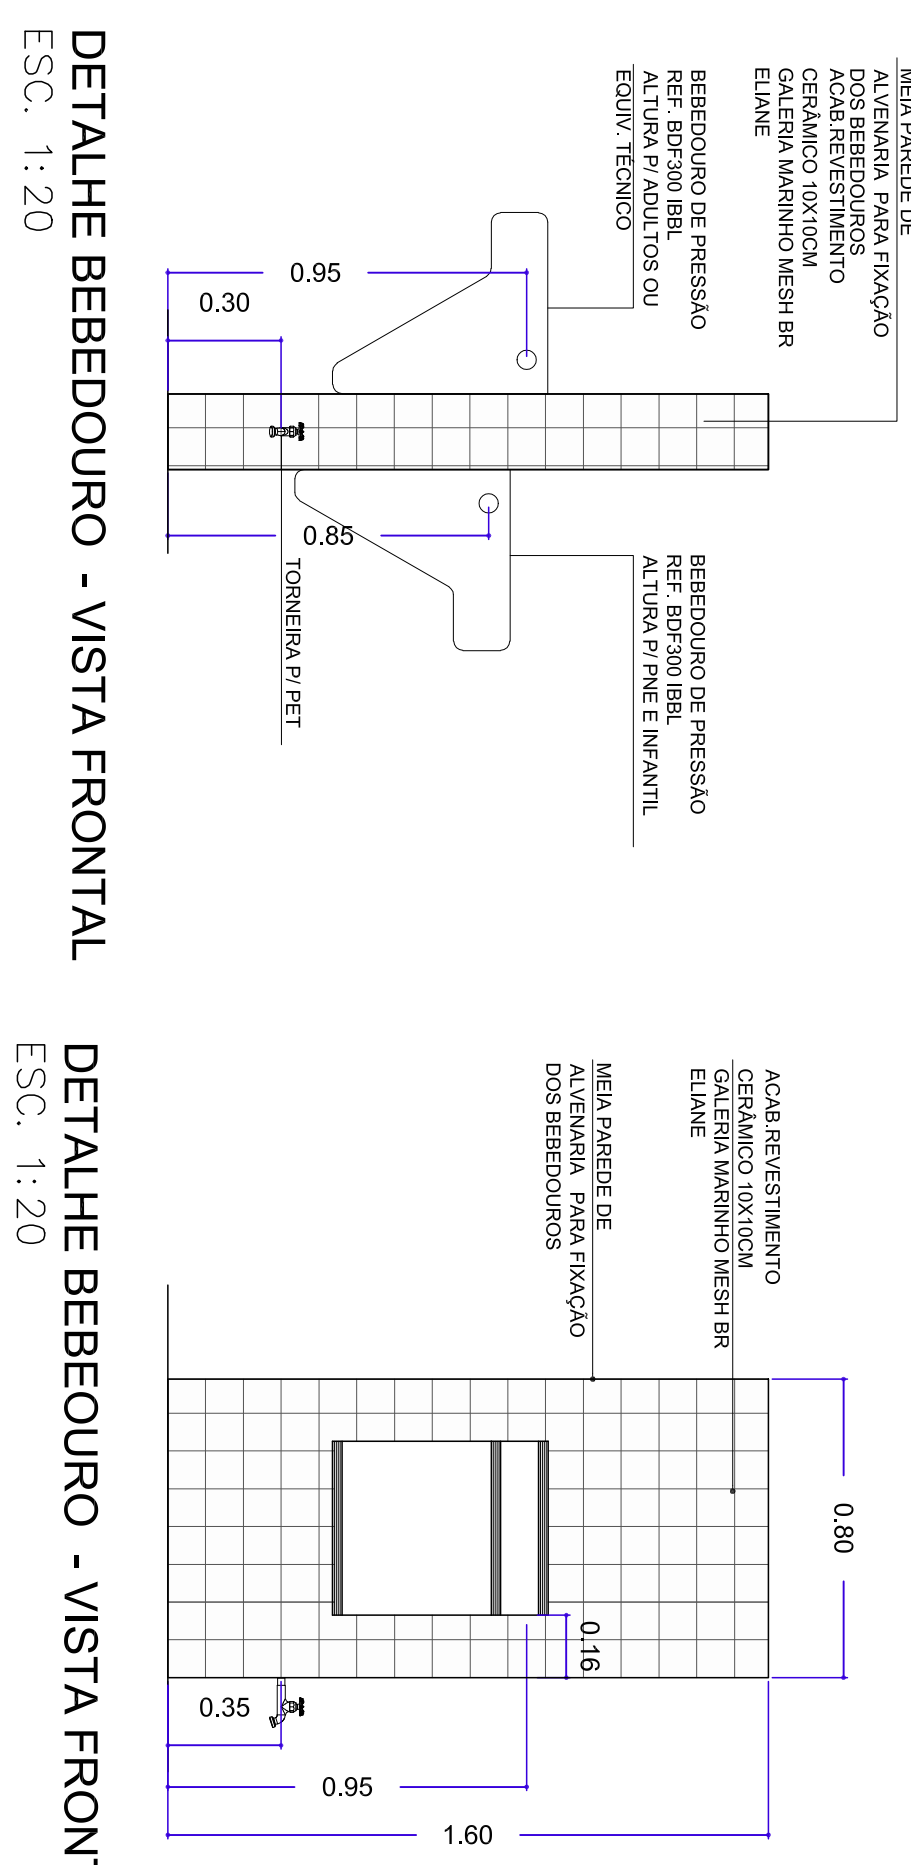 MEIA PAREDE DE
ALVENARIA PARA FIXAÇÃO
DOS BEBEDOUROS
ACAB.REVESTIMENTO
CERÂMICO 10X10CM
GALERIA MARINHO MESH BR
ELIANE
BEBEDOURO DE PRESSÃO
REF. BDF300 IBBL
ALTURA P/ ADULTOS OU
EQUIV. TÉCNICO
BEBEDOURO DE PRESSÃO
REF. BDF300 IBBL
ALTURA P/ PNE E INFANTIL
0.95
0.30
0.85
TORNEIRA P/ PET
DETALHE BEBEDOURO - VISTA FRONTAL
ESC. 1:20
ACAB.REVESTIMENTO
CERÂMICO 10X10CM
GALERIA MARINHO MESH BR
ELIANE
MEIA PAREDE DE
ALVENARIA PARA FIXAÇÃO
DOS BEBEDOUROS
0.80
0.16
0.35
0.95
1.60
DETALHE BEBEOURO - VISTA FRON
ESC. 1:20